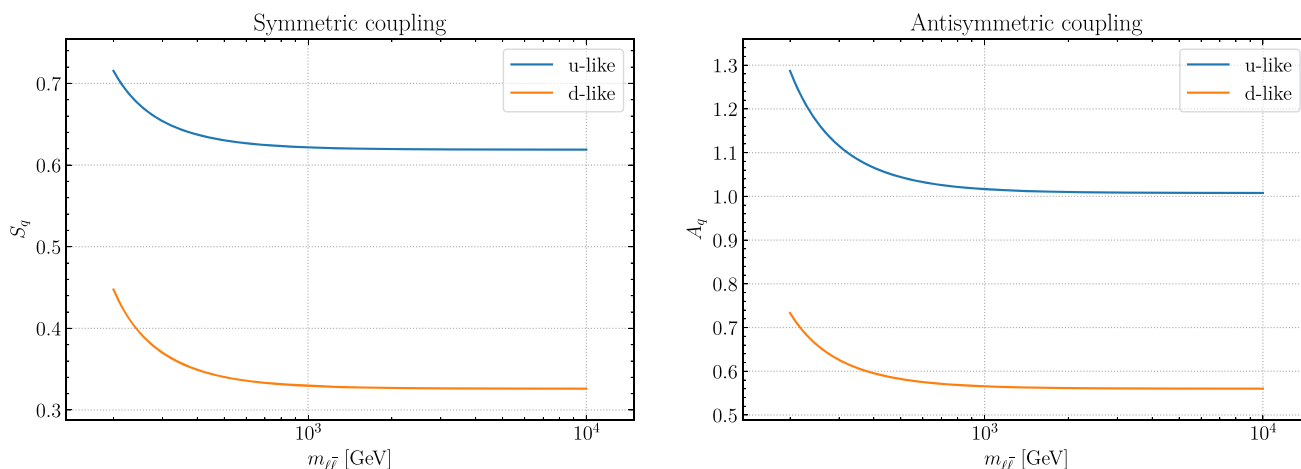 Symmetric coupling
u-like
d-like
0.7
0.6
0.5
0.4
0.3
S_q
10^3
10^4
m_{ℓℓ̄} [GeV]
Antisymmetric coupling
u-like
d-like
1.3
1.2
1.1
1.0
0.9
0.8
0.7
0.6
0.5
A_q
10^3
10^4
m_{ℓℓ̄} [GeV]